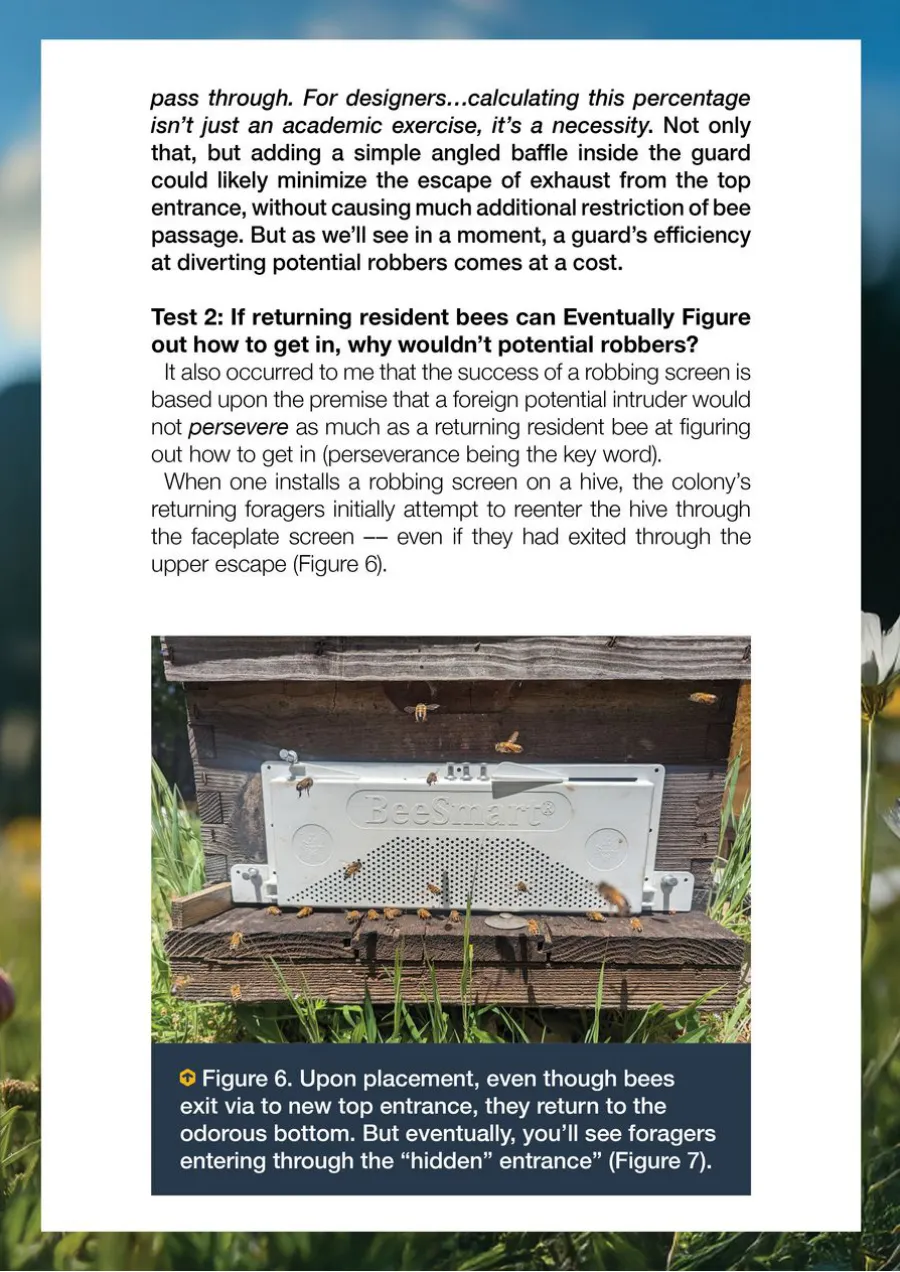 pass through. For designers…calculating this percentage
isn’t just an academic exercise, it’s a necessity. Not only
that, but adding a simple angled baffle inside the guard
could likely minimize the escape of exhaust from the top
entrance, without causing much additional restriction of bee
passage. But as we’ll see in a moment, a guard’s efficiency
at diverting potential robbers comes at a cost.
Test 2: If returning resident bees can Eventually Figure
out how to get in, why wouldn’t potential robbers?
It also occurred to me that the success of a robbing screen is
based upon the premise that a foreign potential intruder would
not persevere as much as a returning resident bee at figuring
out how to get in (perseverance being the key word).
When one installs a robbing screen on a hive, the colony’s
returning foragers initially attempt to reenter the hive through
the faceplate screen –– even if they had exited through the
upper escape (Figure 6).
BeeSmart®
Figure 6. Upon placement, even though bees
exit via to new top entrance, they return to the
odorous bottom. But eventually, you’ll see foragers
entering through the “hidden” entrance” (Figure 7).